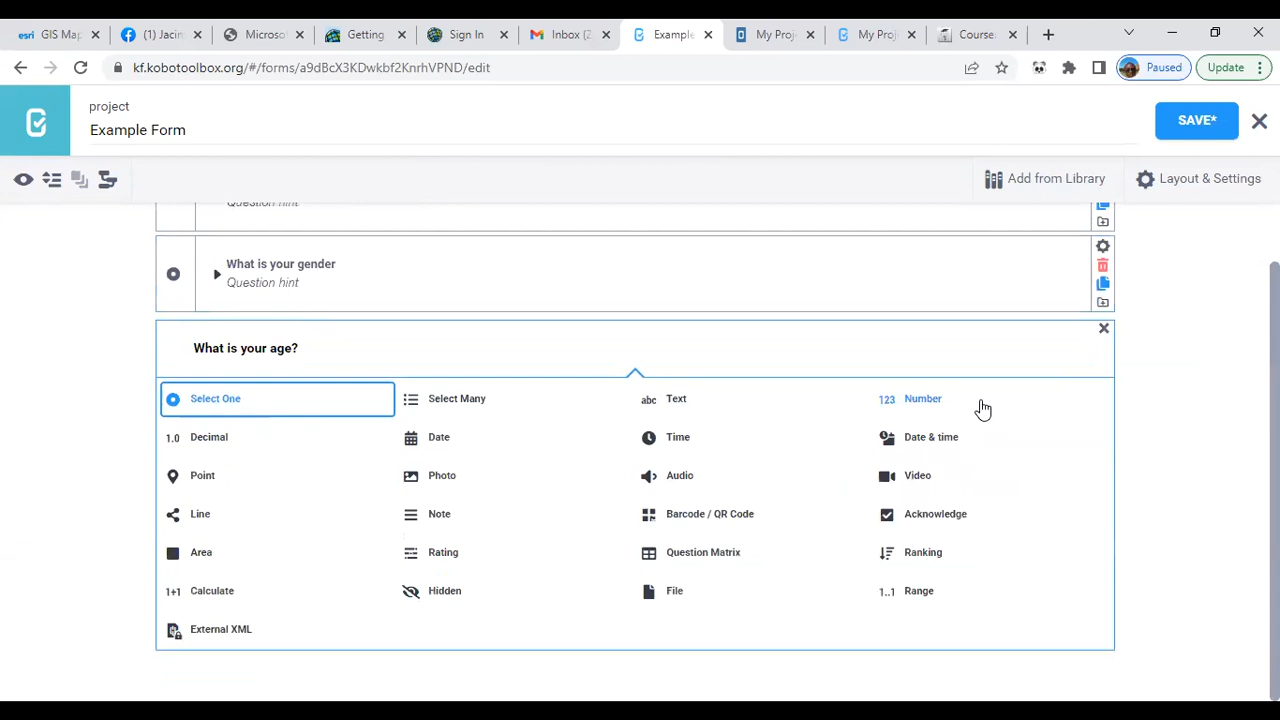 esri GIS Map
(1) Jacin
Microso
Getting
Sign In
Inbox (2
Example
My Proj
My Proj
Course:
kf.kobotoolbox.org/#/forms/a9dBcX3KDwkbf2KnrhVPND/edit
Paused
Update
project
Example Form
SAVE*
Add from Library
Layout & Settings
Question hint
What is your gender
Question hint
What is your age?
Select One
Select Many
abc Text
123 Number
1.0 Decimal
Date
Time
Date & time
Point
Photo
Audio
Video
Line
Note
Barcode / QR Code
Acknowledge
Area
Rating
Question Matrix
Ranking
1+1 Calculate
Hidden
File
1..1 Range
External XML